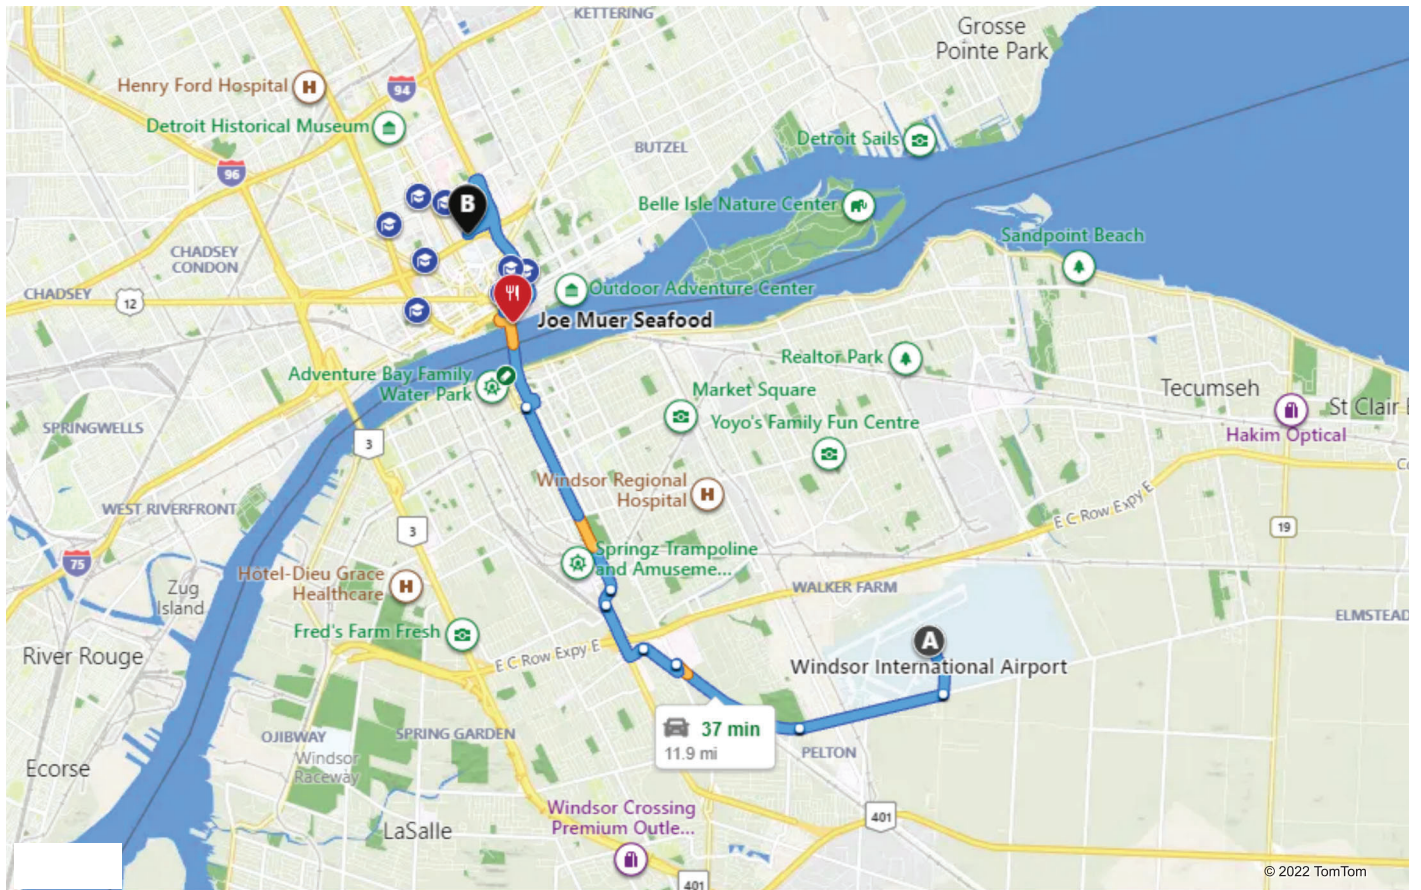 KETTERING
Grosse
Pointe Park
Henry Ford Hospital
H
94
Detroit Historical Museum
BUTZEL
Detroit Sails
96
B
Belle Isle Nature Center
Sandpoint Beach
CHADSEY
CONDON
CHADSEY
12
Outdoor Adventure Center
Joe Muer Seafood
Realtor Park
Adventure Bay Family
Water Park
Market Square
Tecumseh
St Clair
Yoyo's Family Fun Centre
Hakim Optical
SPRINGWELLS
3
Windsor Regional
Hospital
H
WEST RIVERFRONT
3
E C Row Expy E
19
75
Springz Trampoline
and Amuseme...
Hôtel-Dieu Grace
Healthcare
H
Zug
Island
WALKER FARM
ELMSTEAD
Fred's Farm Fresh
A
River Rouge
E C Row Expy E
Windsor International Airport
37 min
11.9 mi
OJIBWAY
SPRING GARDEN
PELTON
Ecorse
Windsor
Raceway
Windsor Crossing
Premium Outle...
401
LaSalle
401
© 2022 TomTom